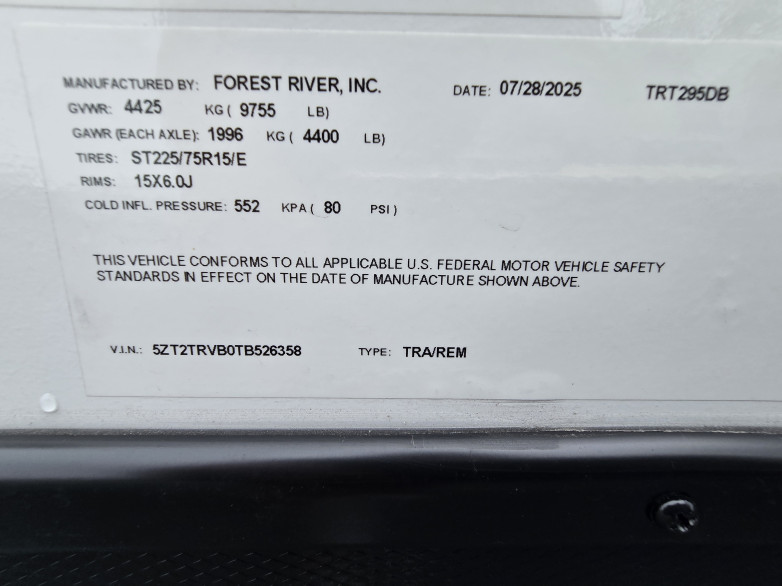 MANUFACTURED BY: FOREST RIVER, INC. DATE: 07/28/2025 TRT295DB
GVWR: 4425 KG ( 9755 LB)
GAWR (EACH AXLE): 1996 KG ( 4400 LB)
TIRES: ST225/75R15/E
RIMS: 15X6.0J
COLD INFL. PRESSURE: 552 KPA ( 80 PSI )
THIS VEHICLE CONFORMS TO ALL APPLICABLE U.S. FEDERAL MOTOR VEHICLE SAFETY
STANDARDS IN EFFECT ON THE DATE OF MANUFACTURE SHOWN ABOVE.
V.I.N.: 5ZT2TRVB0TB526358 TYPE: TRA/REM